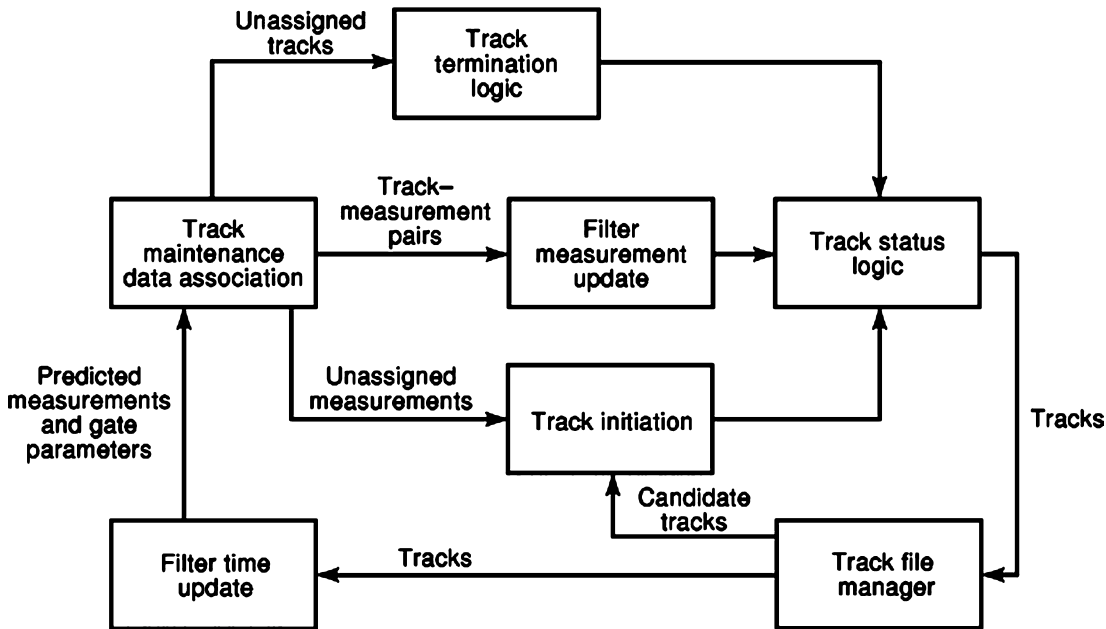 Unassigned
tracks
Track
termination
logic
Track–
measurement
pairs
Track
maintenance
data association
Filter
measurement
update
Track status
logic
Predicted
measurements
and gate
parameters
Unassigned
measurements
Track initiation
Tracks
Candidate
tracks
Filter time
update
Tracks
Track file
manager